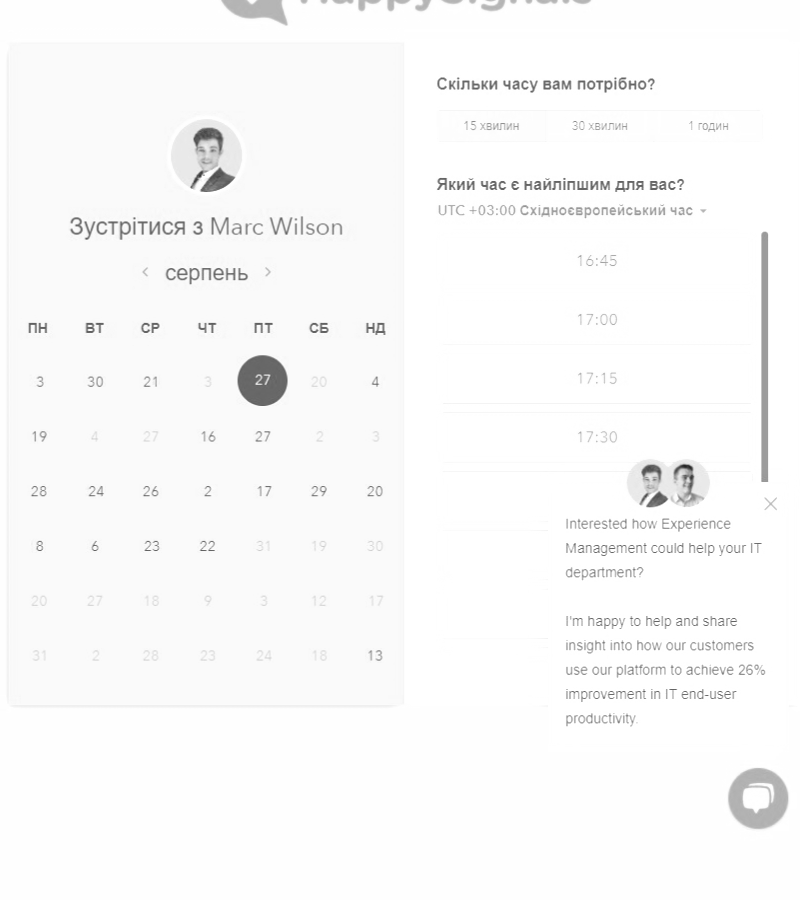 HappySignals
Зустрітися з Marc Wilson
серпень
ПН ВТ СР ЧТ ПТ СБ НД
3 30 21 3 27 20 4
19 4 27 16 27 2 3
28 24 26 2 17 29 20
8 6 23 22 31 19 30
20 27 18 9 3 12 17
31 2 28 23 24 18 13
Скільки часу вам потрібно?
15 хвилин 30 хвилин 1 годин
Який час є найліпшим для вас?
UTC +03:00 Східноєвропейський час
16:45
17:00
17:15
17:30
Interested how Experience
Management could help your IT
department?
I'm happy to help and share
insight into how our customers
use our platform to achieve 26%
improvement in IT end-user
productivity.